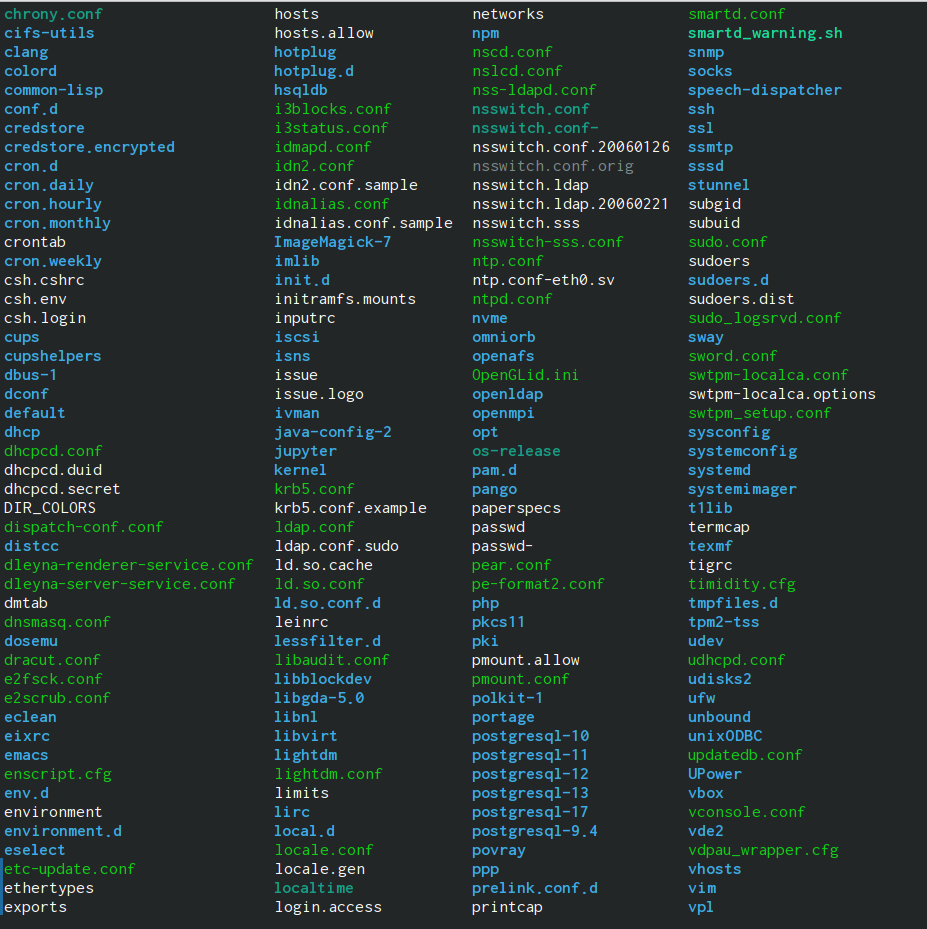 chrony.conf hosts networks smartd.conf
cifs-utils hosts.allow npm smartd_warning.sh
clang hotplug nscd.conf snmp
colord hotplug.d nslcd.conf socks
common-lisp hsqldb nss-ldapd.conf speech-dispatcher
conf.d i3blocks.conf nsswitch.conf ssh
credstore i3status.conf nsswitch.conf- ssl
credstore.encrypted idmapd.conf nsswitch.conf.20060126 ssmtp
cron.d idn2.conf nsswitch.conf.orig sssd
cron.daily idn2.conf.sample nsswitch.ldap stunnel
cron.hourly idnalias.conf nsswitch.ldap.20060221 subgid
cron.monthly idnalias.conf.sample nsswitch.sss subuid
crontab ImageMagick-7 nsswitch-sss.conf sudo.conf
cron.weekly imlib ntp.conf sudoers
csh.cshrc init.d ntp.conf-eth0.sv sudoers.d
csh.env initramfs.mounts ntpd.conf sudoers.dist
csh.login inputrc nvme sudo_logsrvd.conf
cups iscsi omniorb sway
cupshelpers isns openafs sword.conf
dbus-1 issue OpenGLid.ini swtpm-localca.conf
dconf issue.logo openldap swtpm-localca.options
default ivman openmpi swtpm_setup.conf
dhcp java-config-2 opt sysconfig
dhcpcd.conf jupyter os-release systemconfig
dhcpcd.duid kernel pam.d systemd
dhcpcd.secret krb5.conf pango systemimager
DIR_COLORS krb5.conf.example paperspecs t1lib
dispatch-conf.conf ldap.conf passwd termcap
distcc ldap.conf.sudo passwd- texmf
dleyna-renderer-service.conf ld.so.cache pear.conf tigrc
dleyna-server-service.conf ld.so.conf pe-format2.conf timidity.cfg
dmtab ld.so.conf.d php tmpfiles.d
dnsmasq.conf leinrc pkcs11 tpm2-tss
dosemu lessfilter.d pki udev
dracut.conf libaudit.conf pmount.allow udhcpd.conf
e2fsck.conf libblockdev pmount.conf udisks2
e2scrub.conf libgda-5.0 polkit-1 ufw
eclean libnl portage unbound
eixrc libvirt postgresql-10 unixODBC
emacs lightdm postgresql-11 updatedb.conf
enscript.cfg lightdm.conf postgresql-12 UPower
env.d limits postgresql-13 vbox
environment lirc postgresql-17 vconsole.conf
environment.d local.d postgresql-9.4 vde2
eselect locale.conf povray vdpau_wrapper.cfg
etc-update.conf locale.gen ppp vhosts
ethertypes localtime prelink.conf.d vim
exports login.access printcap vpl